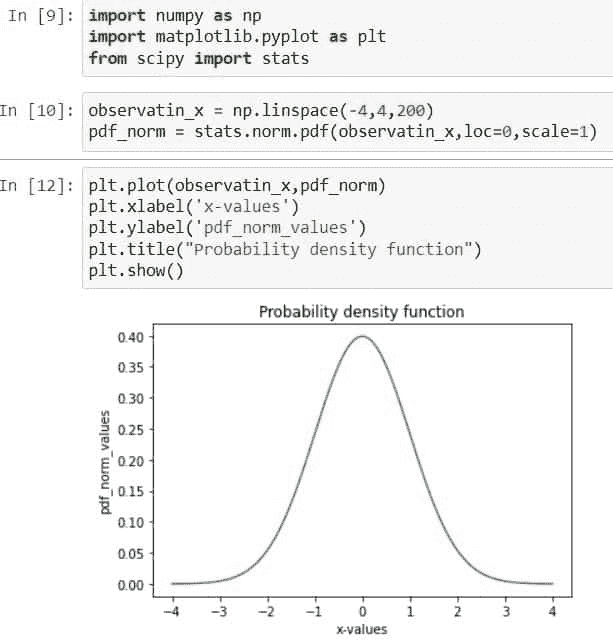 In [9]: import numpy as np
import matplotlib.pyplot as plt
from scipy import stats
In [10]: observatin_x = np.linspace(-4,4,200)
pdf_norm = stats.norm.pdf(observatin_x,loc=0,scale=1)
In [12]: plt.plot(observatin_x,pdf_norm)
plt.xlabel('x-values')
plt.ylabel('pdf_norm_values')
plt.title("Probability density function")
plt.show()
Probability density function
0.40
0.35
0.30
0.25
0.20
0.15
0.10
0.05
0.00
pdf_norm_values
−4 −3 −2 −1 0 1 2 3 4
x-values